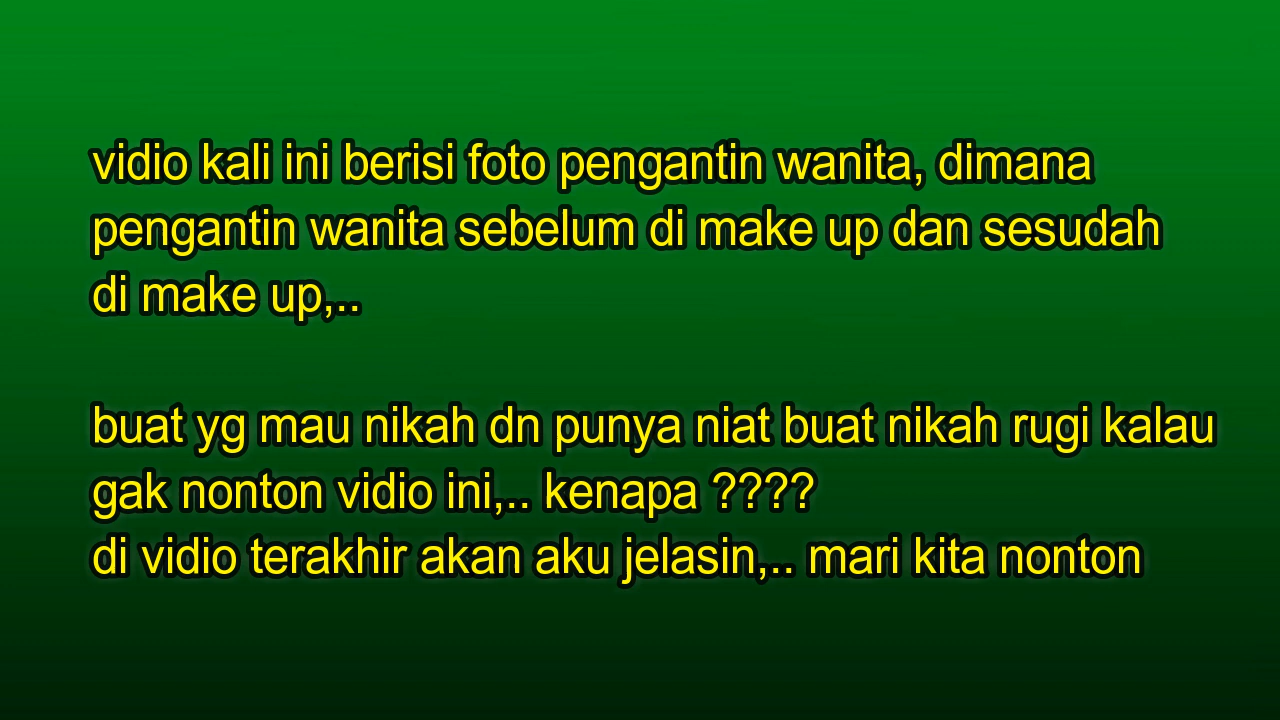 vidio kali ini berisi foto pengantin wanita, dimana
pengantin wanita sebelum di make up dan sesudah
di make up,..
buat yg mau nikah dn punya niat buat nikah rugi kalau
gak nonton vidio ini,.. kenapa ????
di vidio terakhir akan aku jelasin,.. mari kita nonton